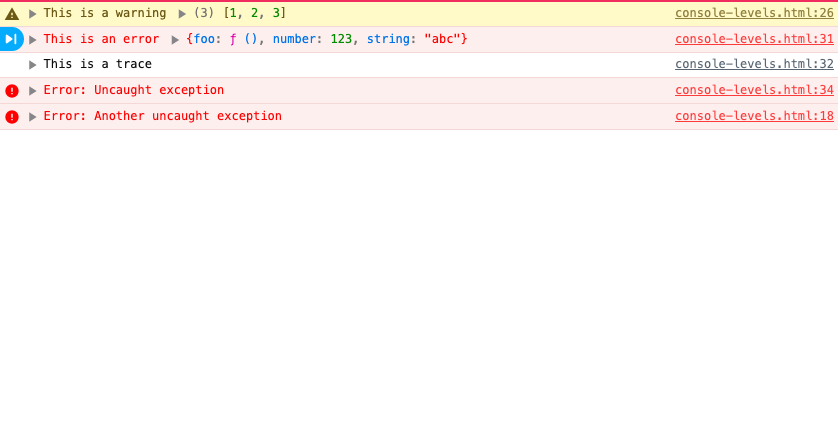 This is a warning (3) [1, 2, 3] console-levels.html:26
This is an error {foo: ƒ (), number: 123, string: "abc"} console-levels.html:31
This is a trace console-levels.html:32
Error: Uncaught exception console-levels.html:34
Error: Another uncaught exception console-levels.html:18